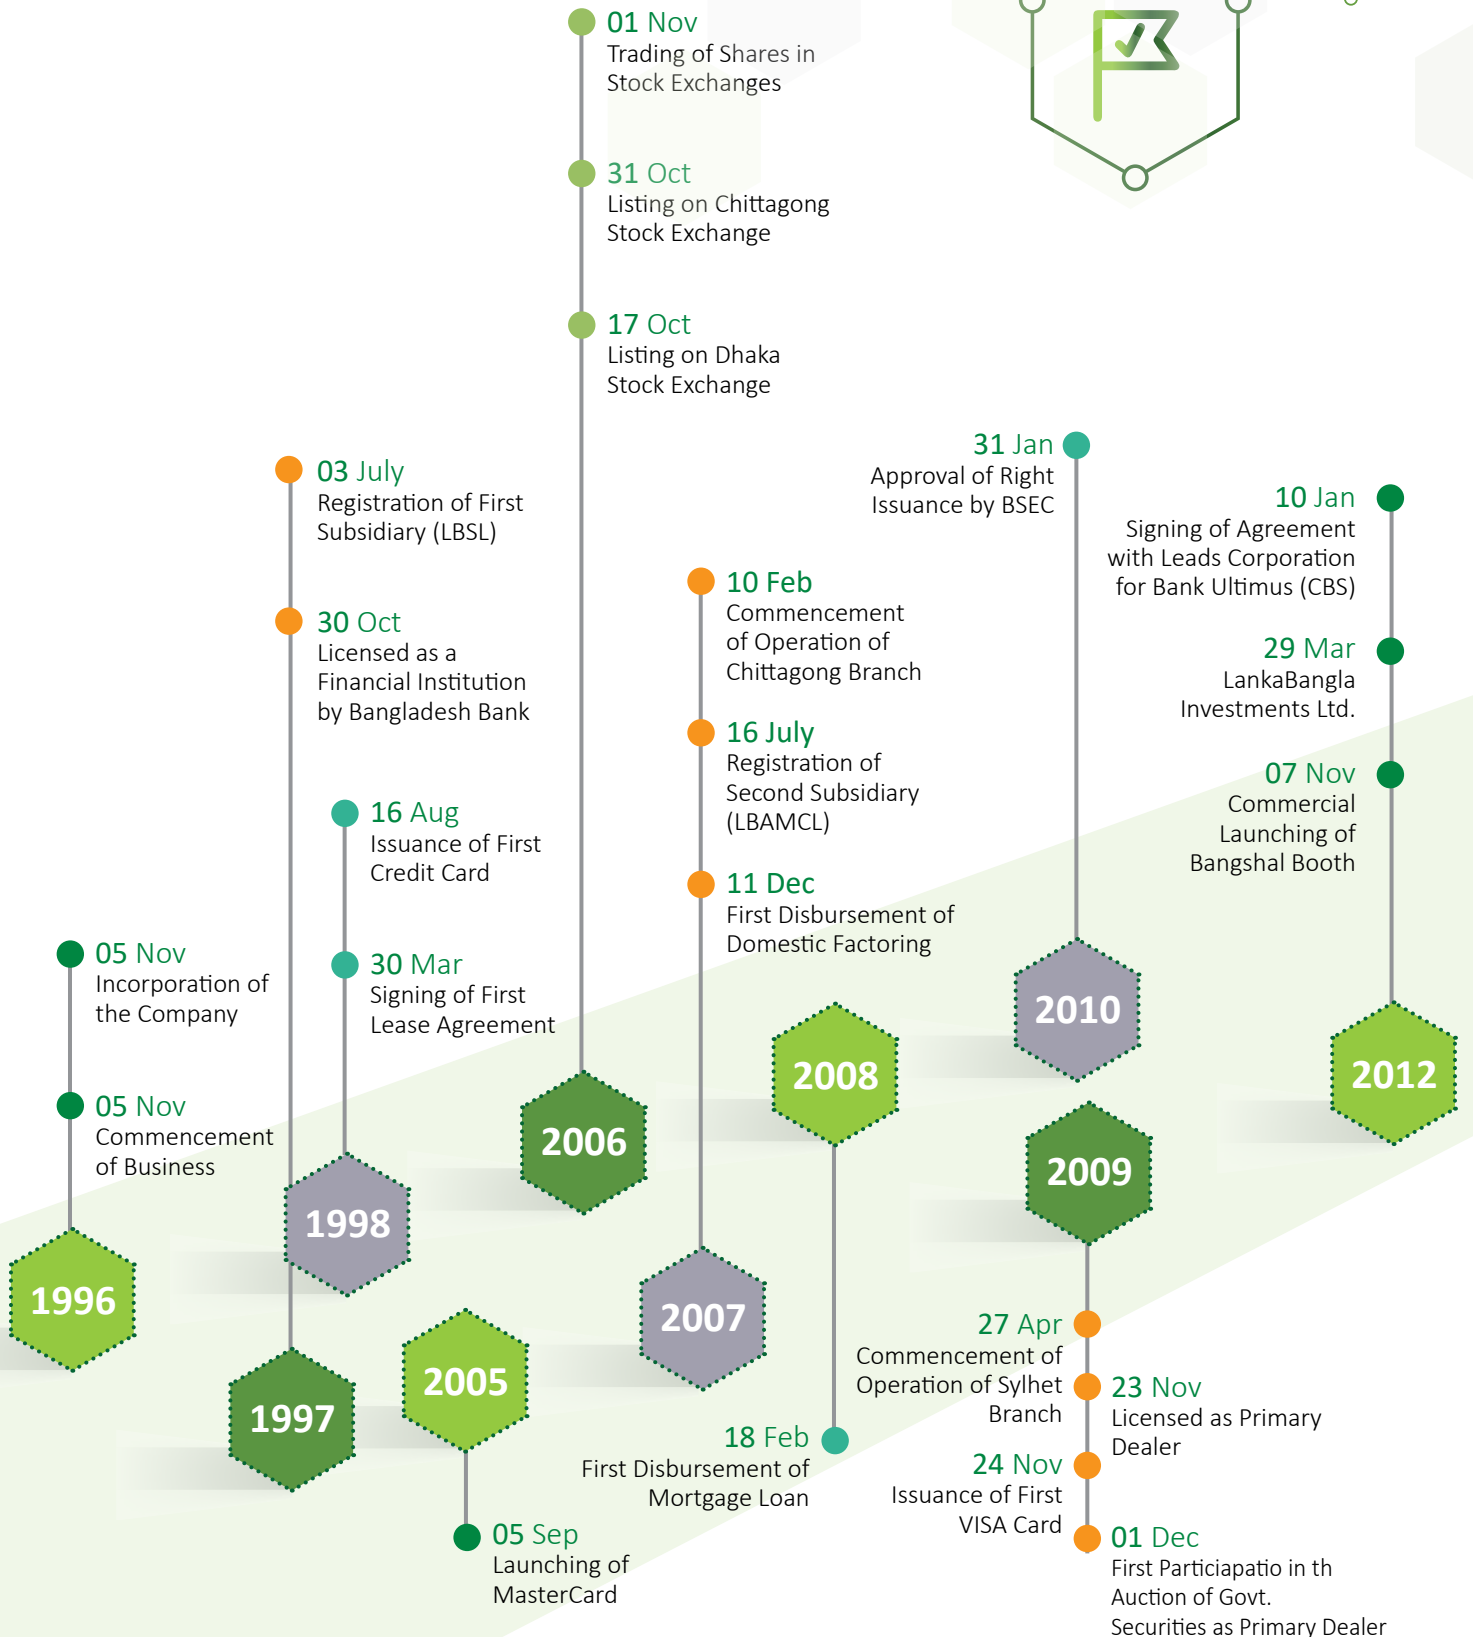 05 Nov
Incorporation of
the Company
05 Nov
Commencement
of Business
1996
03 July
Registration of First
Subsidiary (LBSL)
30 Oct
Licensed as a
Financial Institution
by Bangladesh Bank
1997
16 Aug
Issuance of First
Credit Card
30 Mar
Signing of First
Lease Agreement
1998
2005
05 Sep
Launching of
MasterCard
01 Nov
Trading of Shares in
Stock Exchanges
31 Oct
Listing on Chittagong
Stock Exchange
17 Oct
Listing on Dhaka
Stock Exchange
2006
10 Feb
Commencement
of Operation of
Chittagong Branch
16 July
Registration of
Second Subsidiary
(LBAMCL)
11 Dec
First Disbursement of
Domestic Factoring
2007
2008
18 Feb
First Disbursement of
Mortgage Loan
2009
27 Apr
Commencement of
Operation of Sylhet
Branch
23 Nov
Licensed as Primary
Dealer
24 Nov
Issuance of First
VISA Card
01 Dec
First Particiapatio in th
Auction of Govt.
Securities as Primary Dealer
31 Jan
Approval of Right
Issuance by BSEC
2010
10 Jan
Signing of Agreement
with Leads Corporation
for Bank Ultimus (CBS)
29 Mar
LankaBangla
Investments Ltd.
07 Nov
Commercial
Launching of
Bangshal Booth
2012